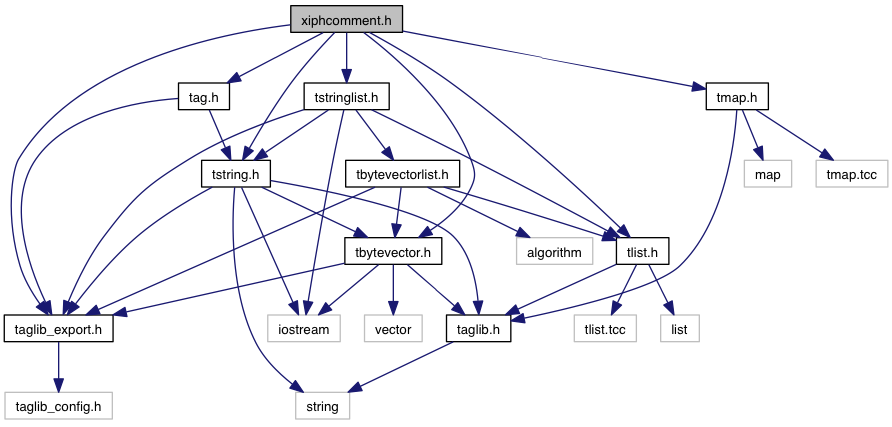 xiphcomment.h
tag.h
tstringlist.h
tmap.h
tstring.h
tbytevectorlist.h
map
tmap.tcc
tbytevector.h
algorithm
tlist.h
taglib_export.h
iostream
vector
taglib.h
tlist.tcc
list
taglib_config.h
string